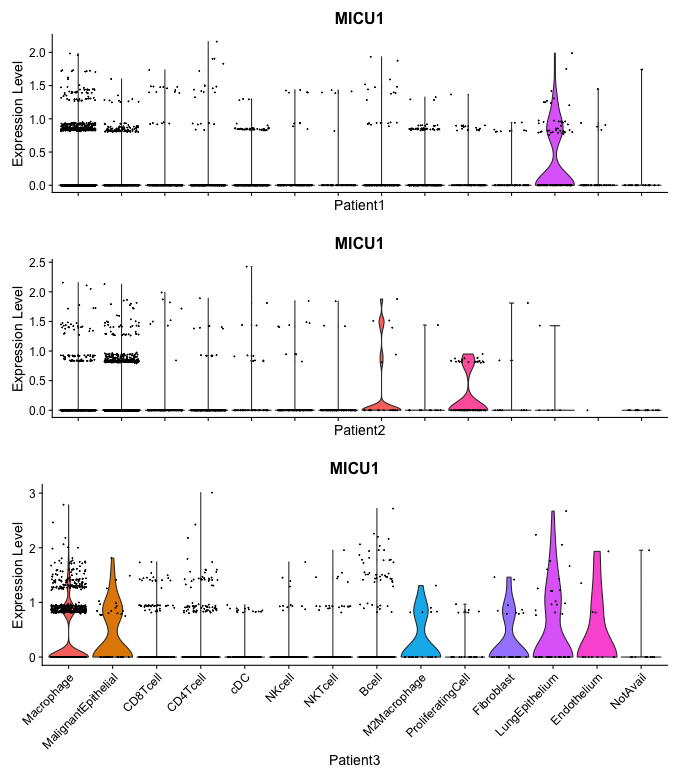 MICU1
Expression Level
2.0
1.5
1.0
0.5
0.0
Patient1
MICU1
Expression Level
2.5
2.0
1.5
1.0
0.5
0.0
Patient2
MICU1
Expression Level
3
2
1
0
Macrophage
MalignantEpithelial
CD8Tcell
CD4Tcell
cDC
NKcell
NKTcell
Bcell
M2Macrophage
ProliferatingCell
Fibroblast
LungEpithelium
Endothelium
NotAvail
Patient3